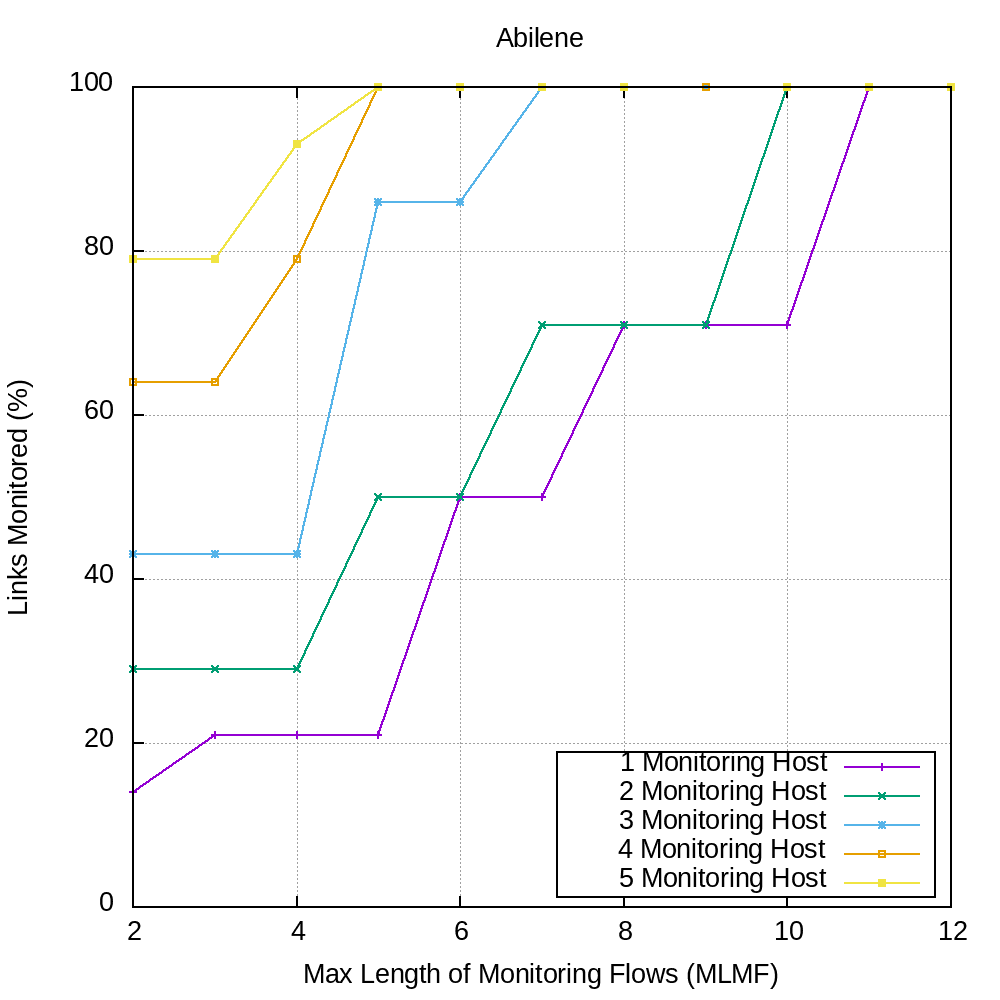 Abilene
100
80
60
40
20
0
2 4 6 8 10 12
Links Monitored (%)
Max Length of Monitoring Flows (MLMF)
1 Monitoring Host
2 Monitoring Host
3 Monitoring Host
4 Monitoring Host
5 Monitoring Host